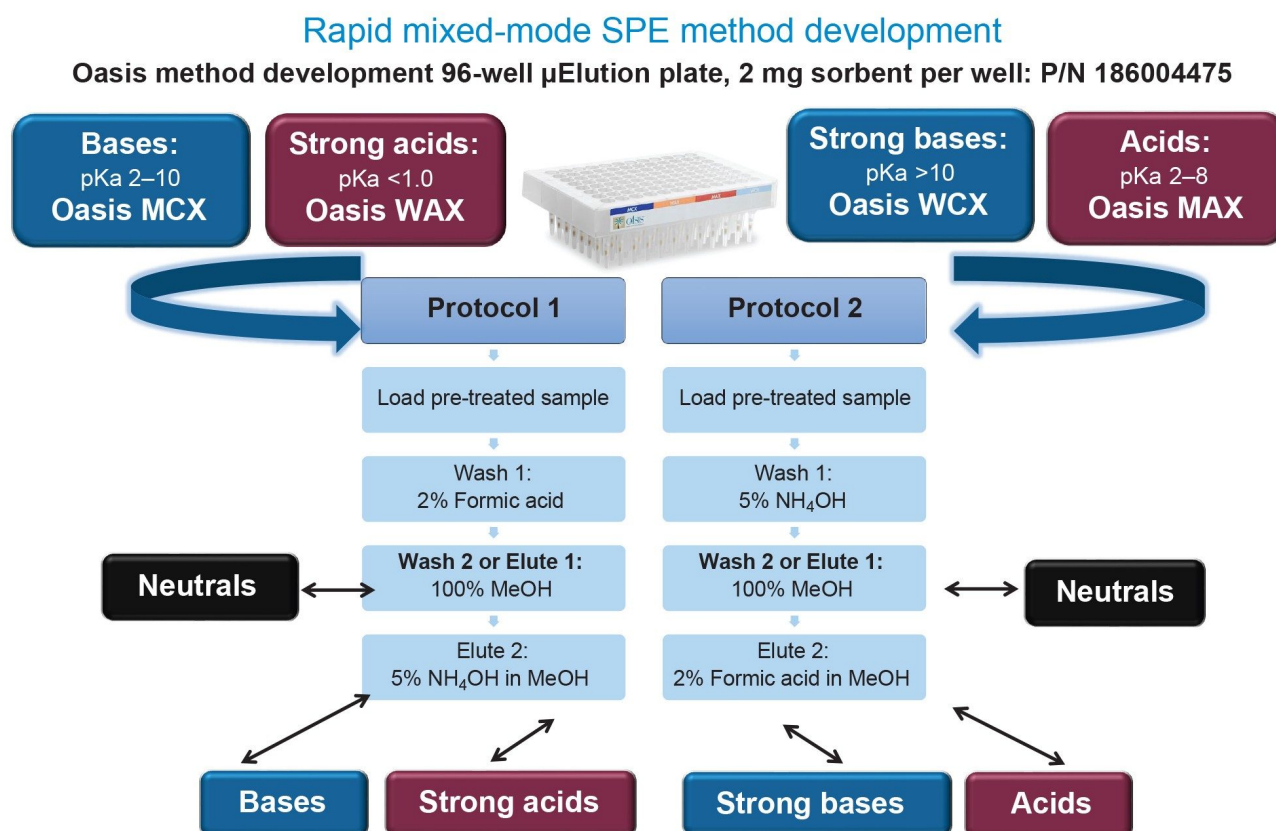 Rapid mixed-mode SPE method development
Oasis method development 96-well µElution plate, 2 mg sorbent per well: P/N 186004475
Bases:
pKa 2–10
Oasis MCX
Strong acids:
pKa <1.0
Oasis WAX
MCX
MAX
Oasis
Strong bases:
pKa >10
Oasis WCX
Acids:
pKa 2–8
Oasis MAX
Protocol 1
Load pre-treated sample
Wash 1:
2% Formic acid
Wash 2 or Elute 1:
100% MeOH
Elute 2:
5% NH₄OH in MeOH
Protocol 2
Load pre-treated sample
Wash 1:
5% NH₄OH
Wash 2 or Elute 1:
100% MeOH
Elute 2:
2% Formic acid in MeOH
Neutrals
Neutrals
Bases
Strong acids
Strong bases
Acids